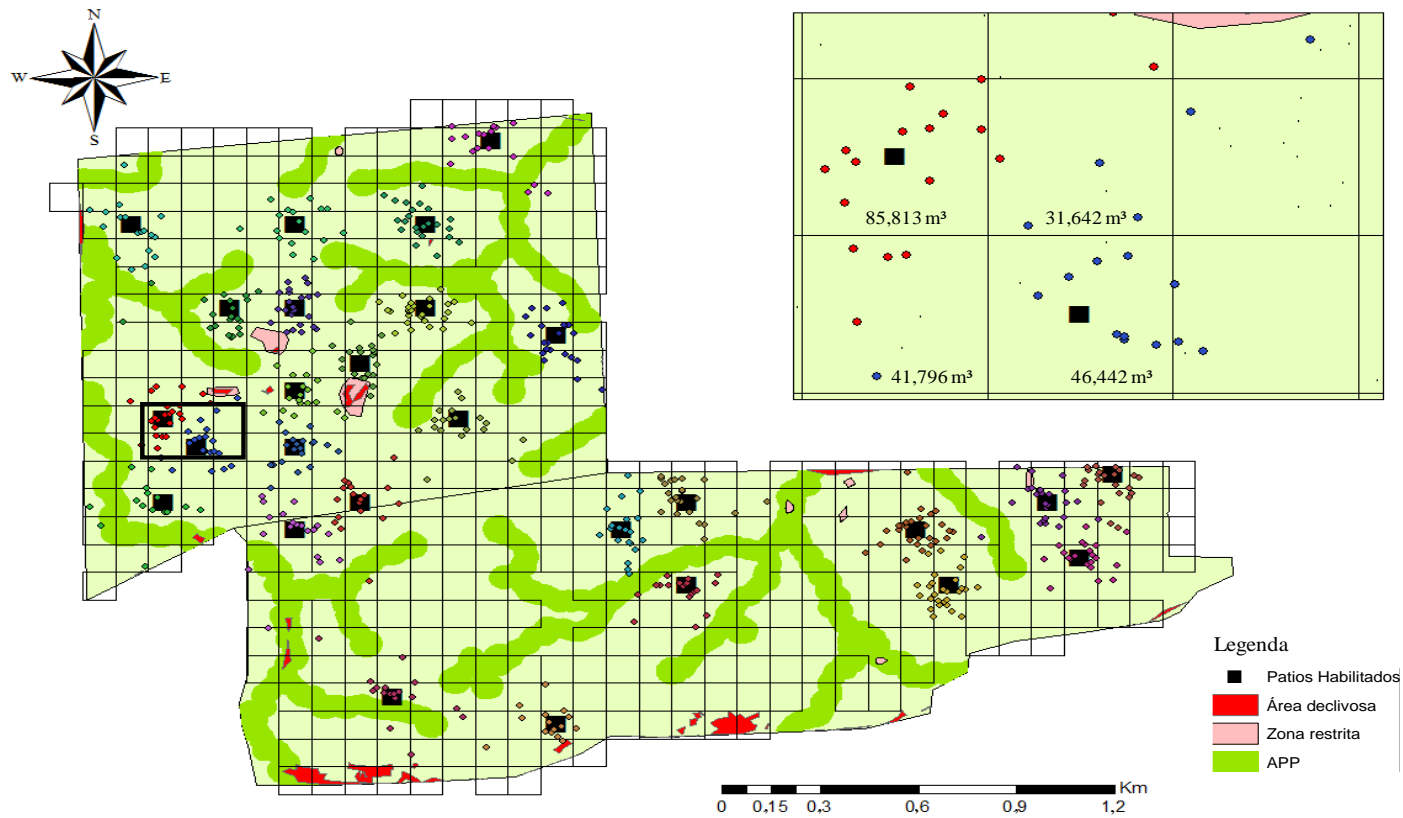 N
W
E
S
85,813 m³
31,642 m³
41,796 m³
46,442 m³
Legenda
Patios Habilitados
Área declivosa
Zona restrita
APP
Km
0 0,15 0,3 0,6 0,9 1,2